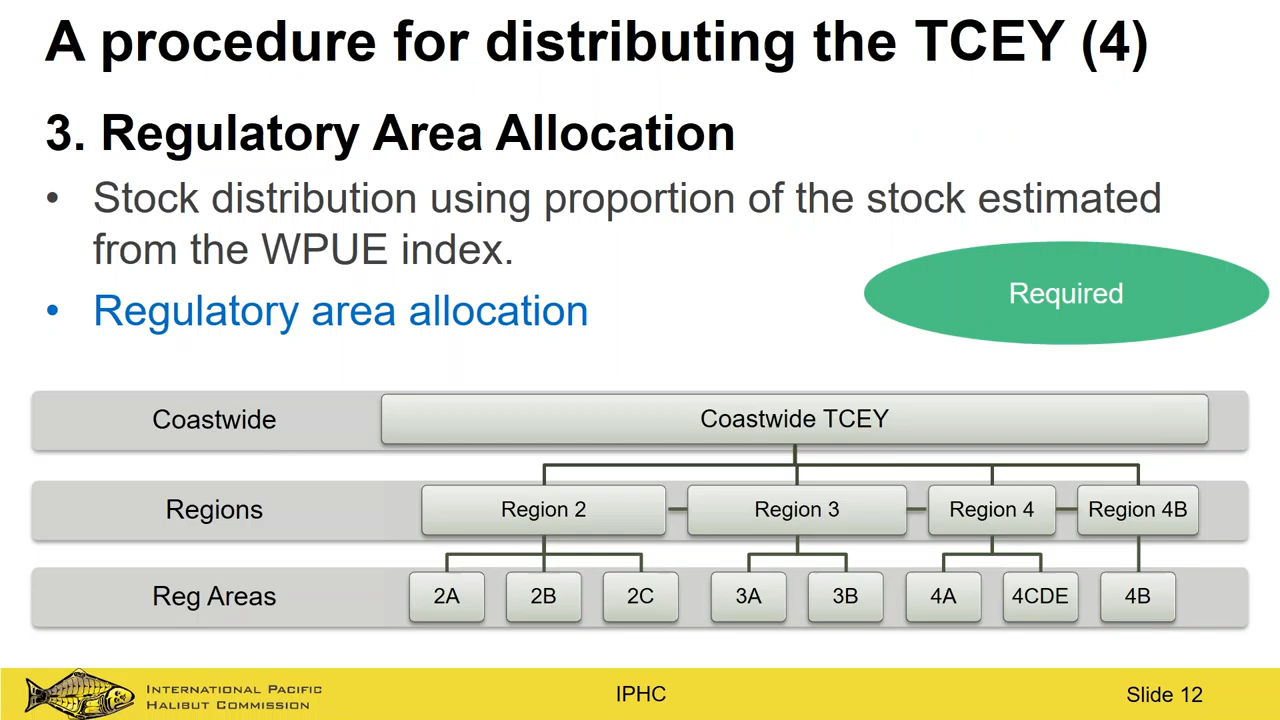 A procedure for distributing the TCEY (4)
3. Regulatory Area Allocation
• Stock distribution using proportion of the stock estimated
from the WPUE index.
• Regulatory area allocation
Required
Coastwide
Coastwide TCEY
Regions
Region 2
Region 3
Region 4
Region 4B
Reg Areas
2A
2B
2C
3A
3B
4A
4CDE
4B
INTERNATIONAL PACIFIC
HALIBUT COMMISSION
IPHC
Slide 12